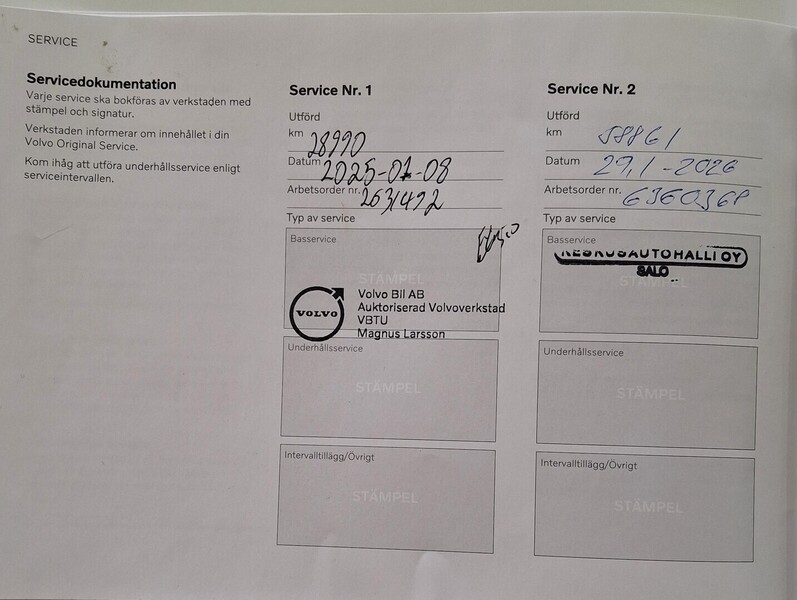 SERVICE
Servicedokumentation
Varje service ska bokföras av verkstaden med
stämpel och signatur.
Verkstaden informerar om innehållet i din
Volvo Original Service.
Kom ihåg att utföra underhållsservice enligt
serviceintervallen.
Service Nr. 1
Utförd
km 28990
Datum 2025-01-08
Arbetsorder nr. 2631492
Typ av service
Basservice
STÄMPEL
VOLVO
Volvo Bil AB
Auktoriserad Volvoverkstad
VBTU
Magnus Larsson
Underhållsservice
STÄMPEL
Intervalltillägg/Övrigt
STÄMPEL
Service Nr. 2
Utförd
km 58861
Datum 27.1-2026
Arbetsorder nr. 6360368
Typ av service
Basservice
KESKUSAUTOHALLI OY
SALO
STÄMPEL
Underhållsservice
STÄMPEL
Intervalltillägg/Övrigt
STÄMPEL